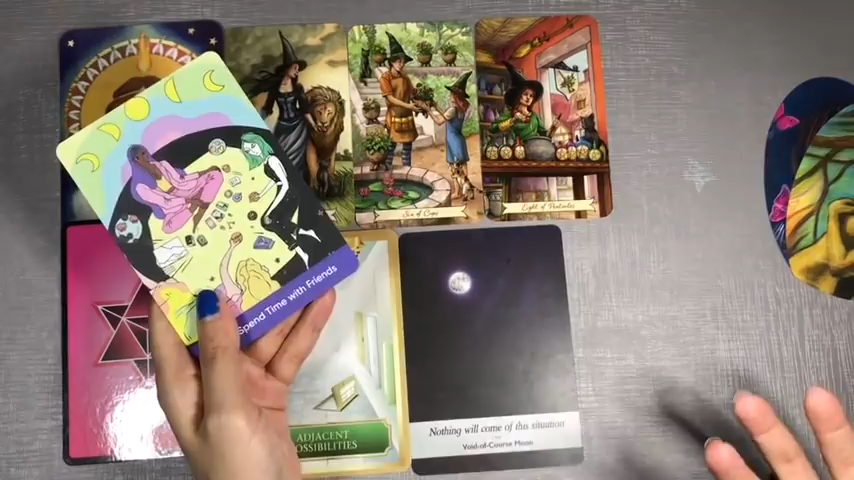 Six of Cups
Eight of Pentacles
Spend Time with Friends
ADJACENT
POSSIBILITIES
Nothing will come of this situation
Void-of-Course Moon